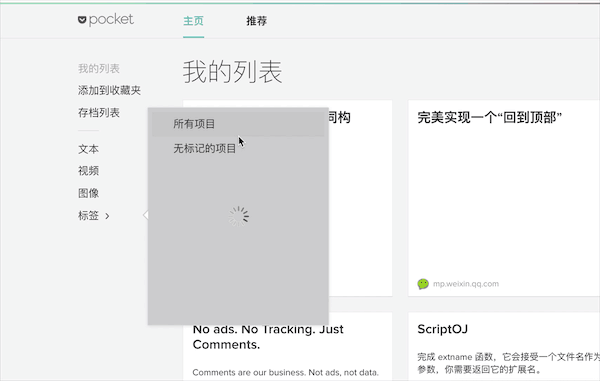 pocket
主页
推荐
我的列表
添加到收藏夹
存档列表
文本
视频
图像
标签
我的列表
所有项目
无标记的项目
同构
完美实现一个“回到顶部”
mp.weixin.qq.com
No ads. No Tracking. Just
Comments.
Comments are our business. Not ads, not data.
ScriptOJ
完成 extname 函数，它会接受一个文件名作为
参数，你需要返回它的扩展名。